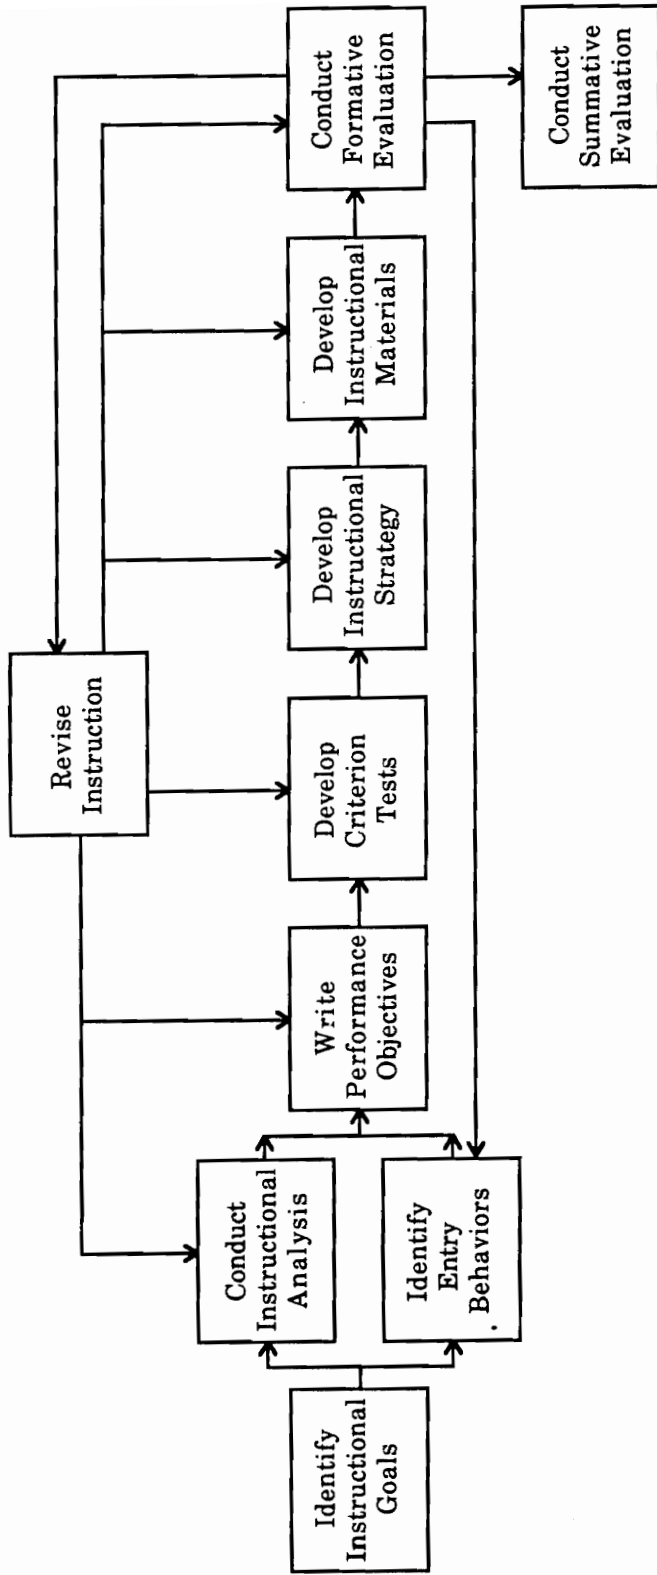 Revise
Instruction
Identify
Instructional
Goals
Conduct
Instructional
Analysis
Identify
Entry
Behaviors
Write
Performance
Objectives
Develop
Criterion
Tests
Develop
Instructional
Strategy
Develop
Instructional
Materials
Conduct
Formative
Evaluation
Conduct
Summative
Evaluation